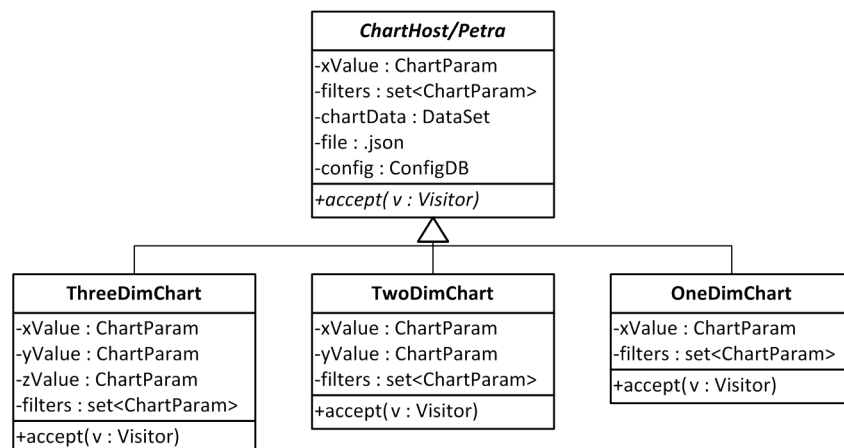 ChartHost/Petra
-xValue : ChartParam
-filters : set<ChartParam>
-chartData : DataSet
-file : .json
-config : ConfigDB
+accept( v : Visitor)
ThreeDimChart
-xValue : ChartParam
-yValue : ChartParam
-zValue : ChartParam
-filters : set<ChartParam>
+accept(v : Visitor)
TwoDimChart
-xValue : ChartParam
-yValue : ChartParam
-filters : set<ChartParam>
+accept(v : Visitor)
OneDimChart
-xValue : ChartParam
-filters : set<ChartParam>
+accept(v : Visitor)